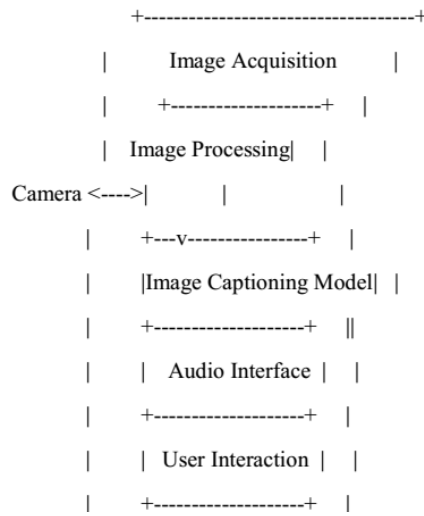 +-----------------------------------+
| Image Acquisition |
| +--------------------+ |
| Image Processing| |
Camera <---->| | |
| +---v----------------+ |
| |Image Captioning Model| |
| +--------------------+ ||
| | Audio Interface | |
| +--------------------+ |
| | User Interaction | |
| +--------------------+ |